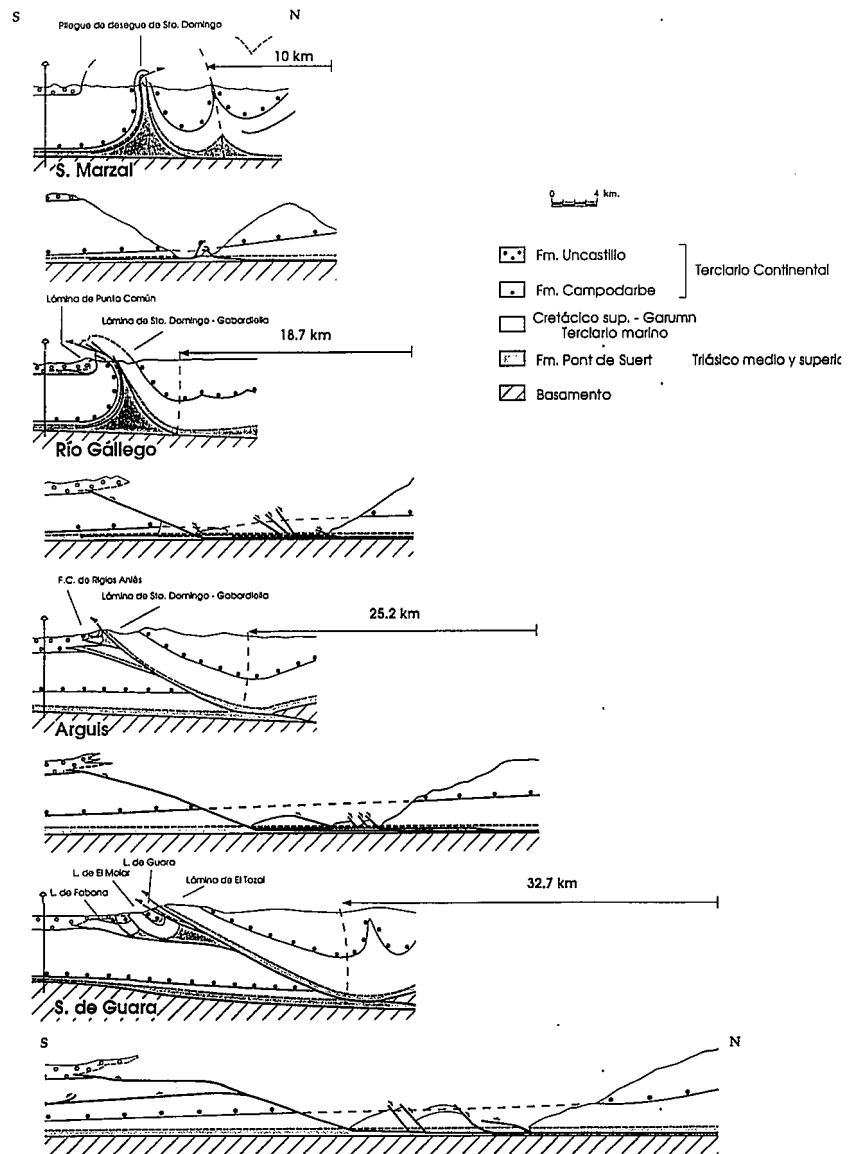 S N
Pliegue de desegue de Sto. Domingo
10 km
S. Marzal
0 4 km.
Fm. Uncastillo
Terciario Continental
Fm. Campodarbe
Cretácico sup. - Garumn
Terciario marino
Fm. Pont de Suert Triásico medio y superio
Basamento
Lámina de Punta Común
Lámina de Sto. Domingo - Gabardiella
18.7 km
Río Gállego
F.C. de Riglos Aniés
Lámina de Sto. Domingo - Gabardiella
25.2 km
Arguis
L. de Guara
L. de El Molar
Lámina de El Tozal
L. de Fabana
32.7 km
S. de Guara
S N